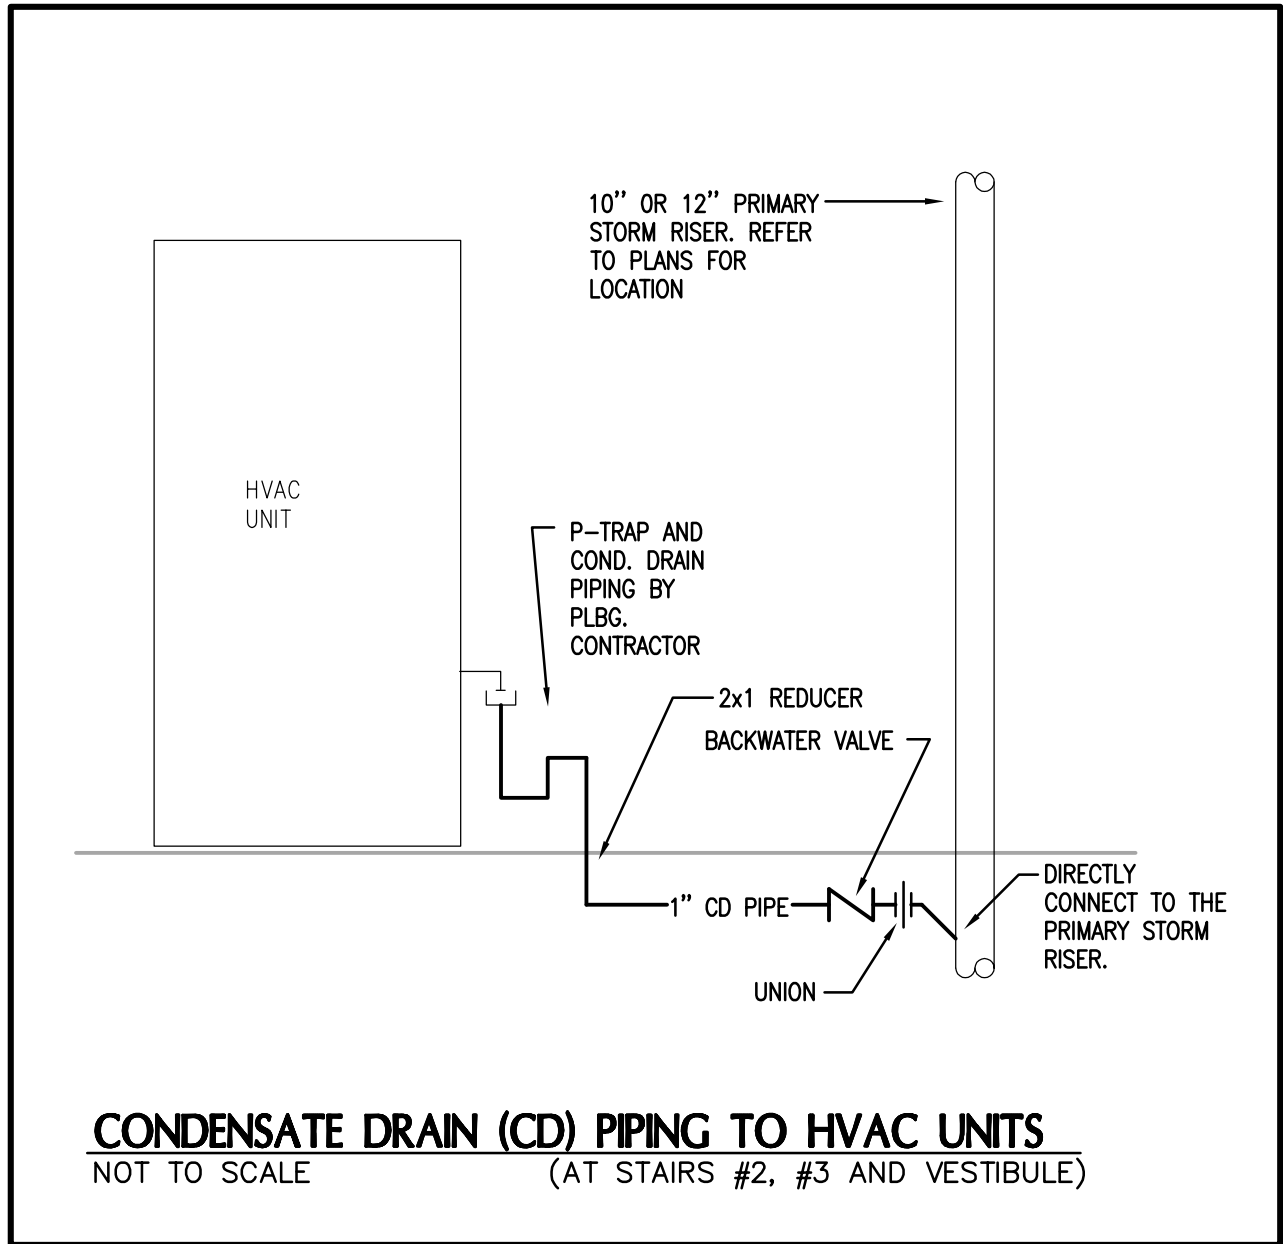 10” OR 12” PRIMARY
STORM RISER. REFER
TO PLANS FOR
LOCATION
HVAC
UNIT
P-TRAP AND
COND. DRAIN
PIPING BY
PLBG.
CONTRACTOR
2x1 REDUCER
BACKWATER VALVE
1” CD PIPE
DIRECTLY
CONNECT TO THE
PRIMARY STORM
RISER.
UNION
CONDENSATE DRAIN (CD) PIPING TO HVAC UNITS
NOT TO SCALE (AT STAIRS #2, #3 AND VESTIBULE)